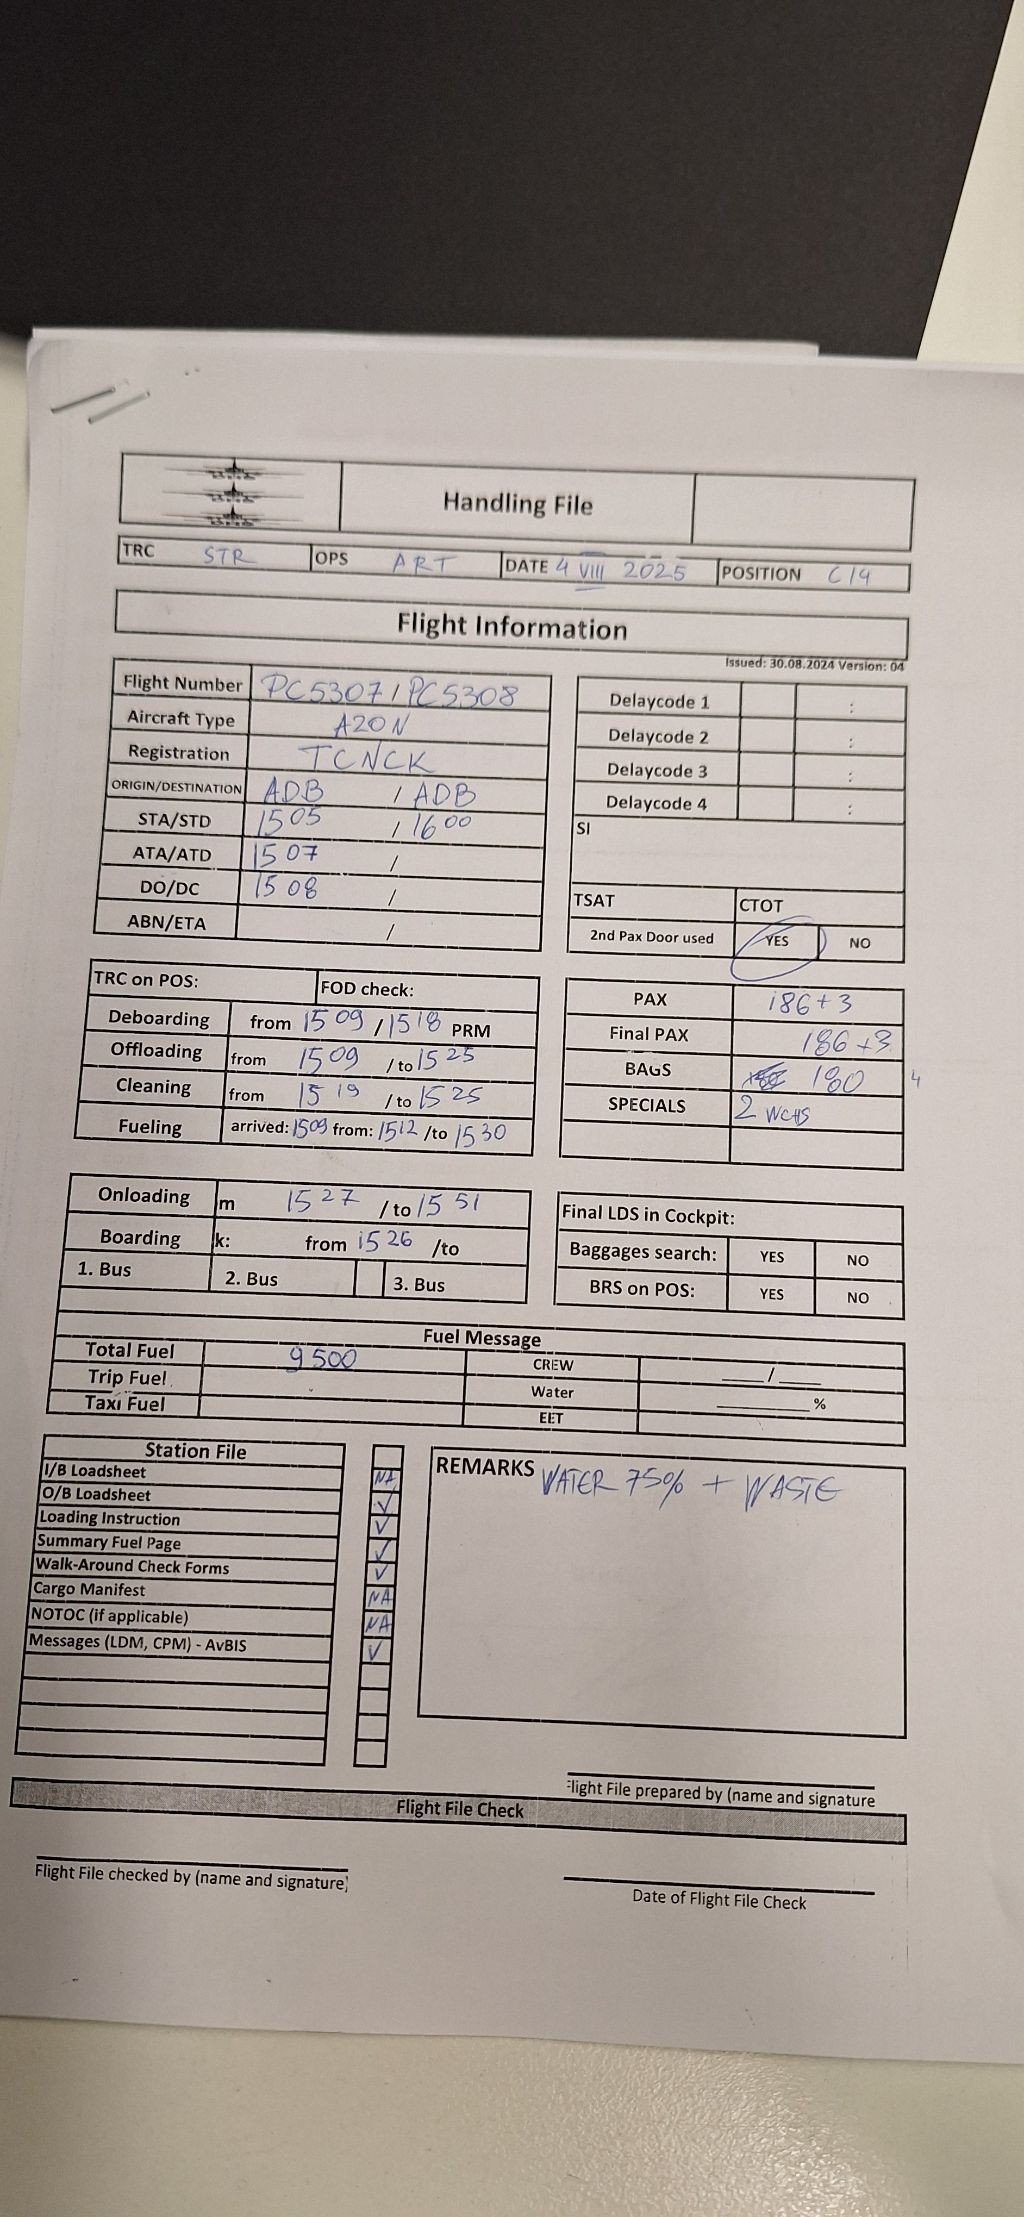 Handling File
TRC STR OPS ART DATE 4 VIII 2025 POSITION C14
Flight Information
Issued: 30.08.2024 Version: 04
Flight Number PC5307 / PC5308
Aircraft Type A20N
Registration TCNCK
ORIGIN/DESTINATION ADB / ADB
STA/STD 1505 / 1600
ATA/ATD 1507 /
DO/DC 1508 /
ABN/ETA /
Delaycode 1 :
Delaycode 2 :
Delaycode 3 :
Delaycode 4 :
SI
TSAT CTOT
2nd Pax Door used YES NO
TRC on POS: FOD check:
Deboarding from 1509 / 1518 PRM
Offloading from 1509 / to 1525
Cleaning from 1519 / to 1525
Fueling arrived: 1509 from: 1512 /to 1530
PAX 186+3
Final PAX 186+3
BAGS 180 4
SPECIALS 2 WCHS
Onloading m 1527 / to 1551
Boarding k: from 1526 /to
1. Bus 2. Bus 3. Bus
Final LDS in Cockpit:
Baggages search: YES NO
BRS on POS: YES NO
Fuel Message
Total Fuel 9500 CREW ___/___
Trip Fuel Water ______ %
Taxi Fuel EET
Station File
I/B Loadsheet NA
O/B Loadsheet ✓
Loading Instruction ✓
Summary Fuel Page ✓
Walk-Around Check Forms ✓
Cargo Manifest NA
NOTOC (if applicable) NA
Messages (LDM, CPM) - AvBIS ✓
REMARKS WATER 75% + WASTE
Flight File prepared by (name and signature
Flight File Check
Flight File checked by (name and signature)
Date of Flight File Check